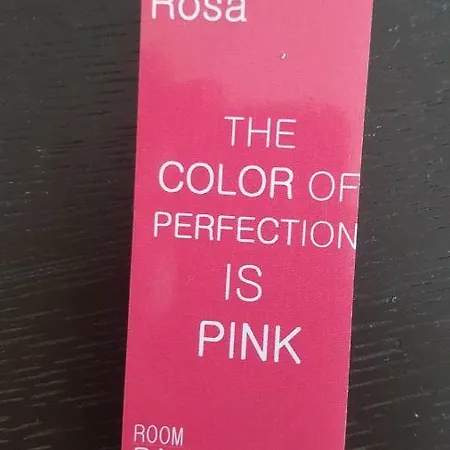 Rosa
THE
COLOR OF
PERFECTION
IS
PINK
ROOM